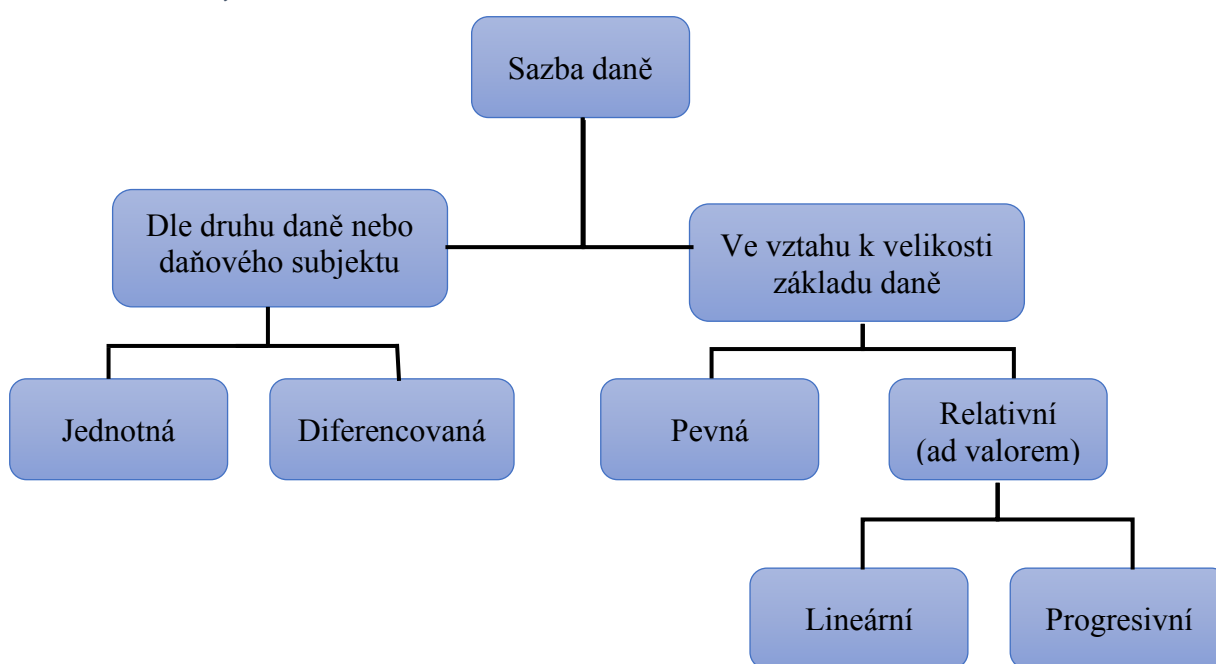 Sazba daně
Dle druhu daně nebo
daňového subjektu
Ve vztahu k velikosti
základu daně
Jednotná
Diferencovaná
Pevná
Relativní
(ad valorem)
Lineární
Progresivní